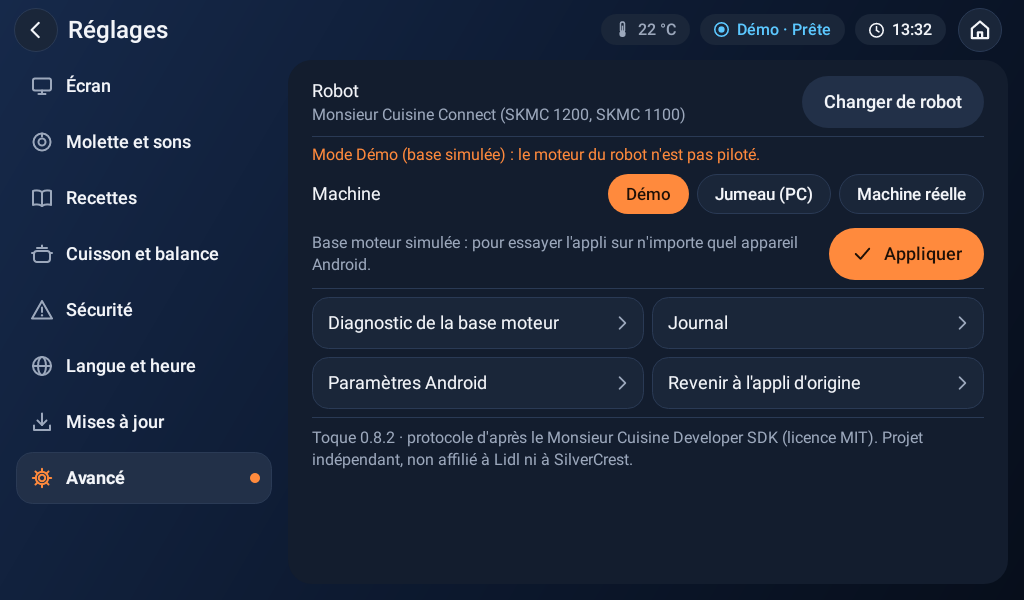 Réglages
22 °C
Démo · Prête
13:32
Écran
Molette et sons
Recettes
Cuisson et balance
Sécurité
Langue et heure
Mises à jour
Avancé
Robot
Monsieur Cuisine Connect (SKMC 1200, SKMC 1100)
Changer de robot
Mode Démo (base simulée) : le moteur du robot n'est pas piloté.
Machine
Démo
Jumeau (PC)
Machine réelle
Base moteur simulée : pour essayer l'appli sur n'importe quel appareil
Android.
Appliquer
Diagnostic de la base moteur
Journal
Paramètres Android
Revenir à l'appli d'origine
Toque 0.8.2 · protocole d'après le Monsieur Cuisine Developer SDK (licence MIT). Projet
indépendant, non affilié à Lidl ni à SilverCrest.